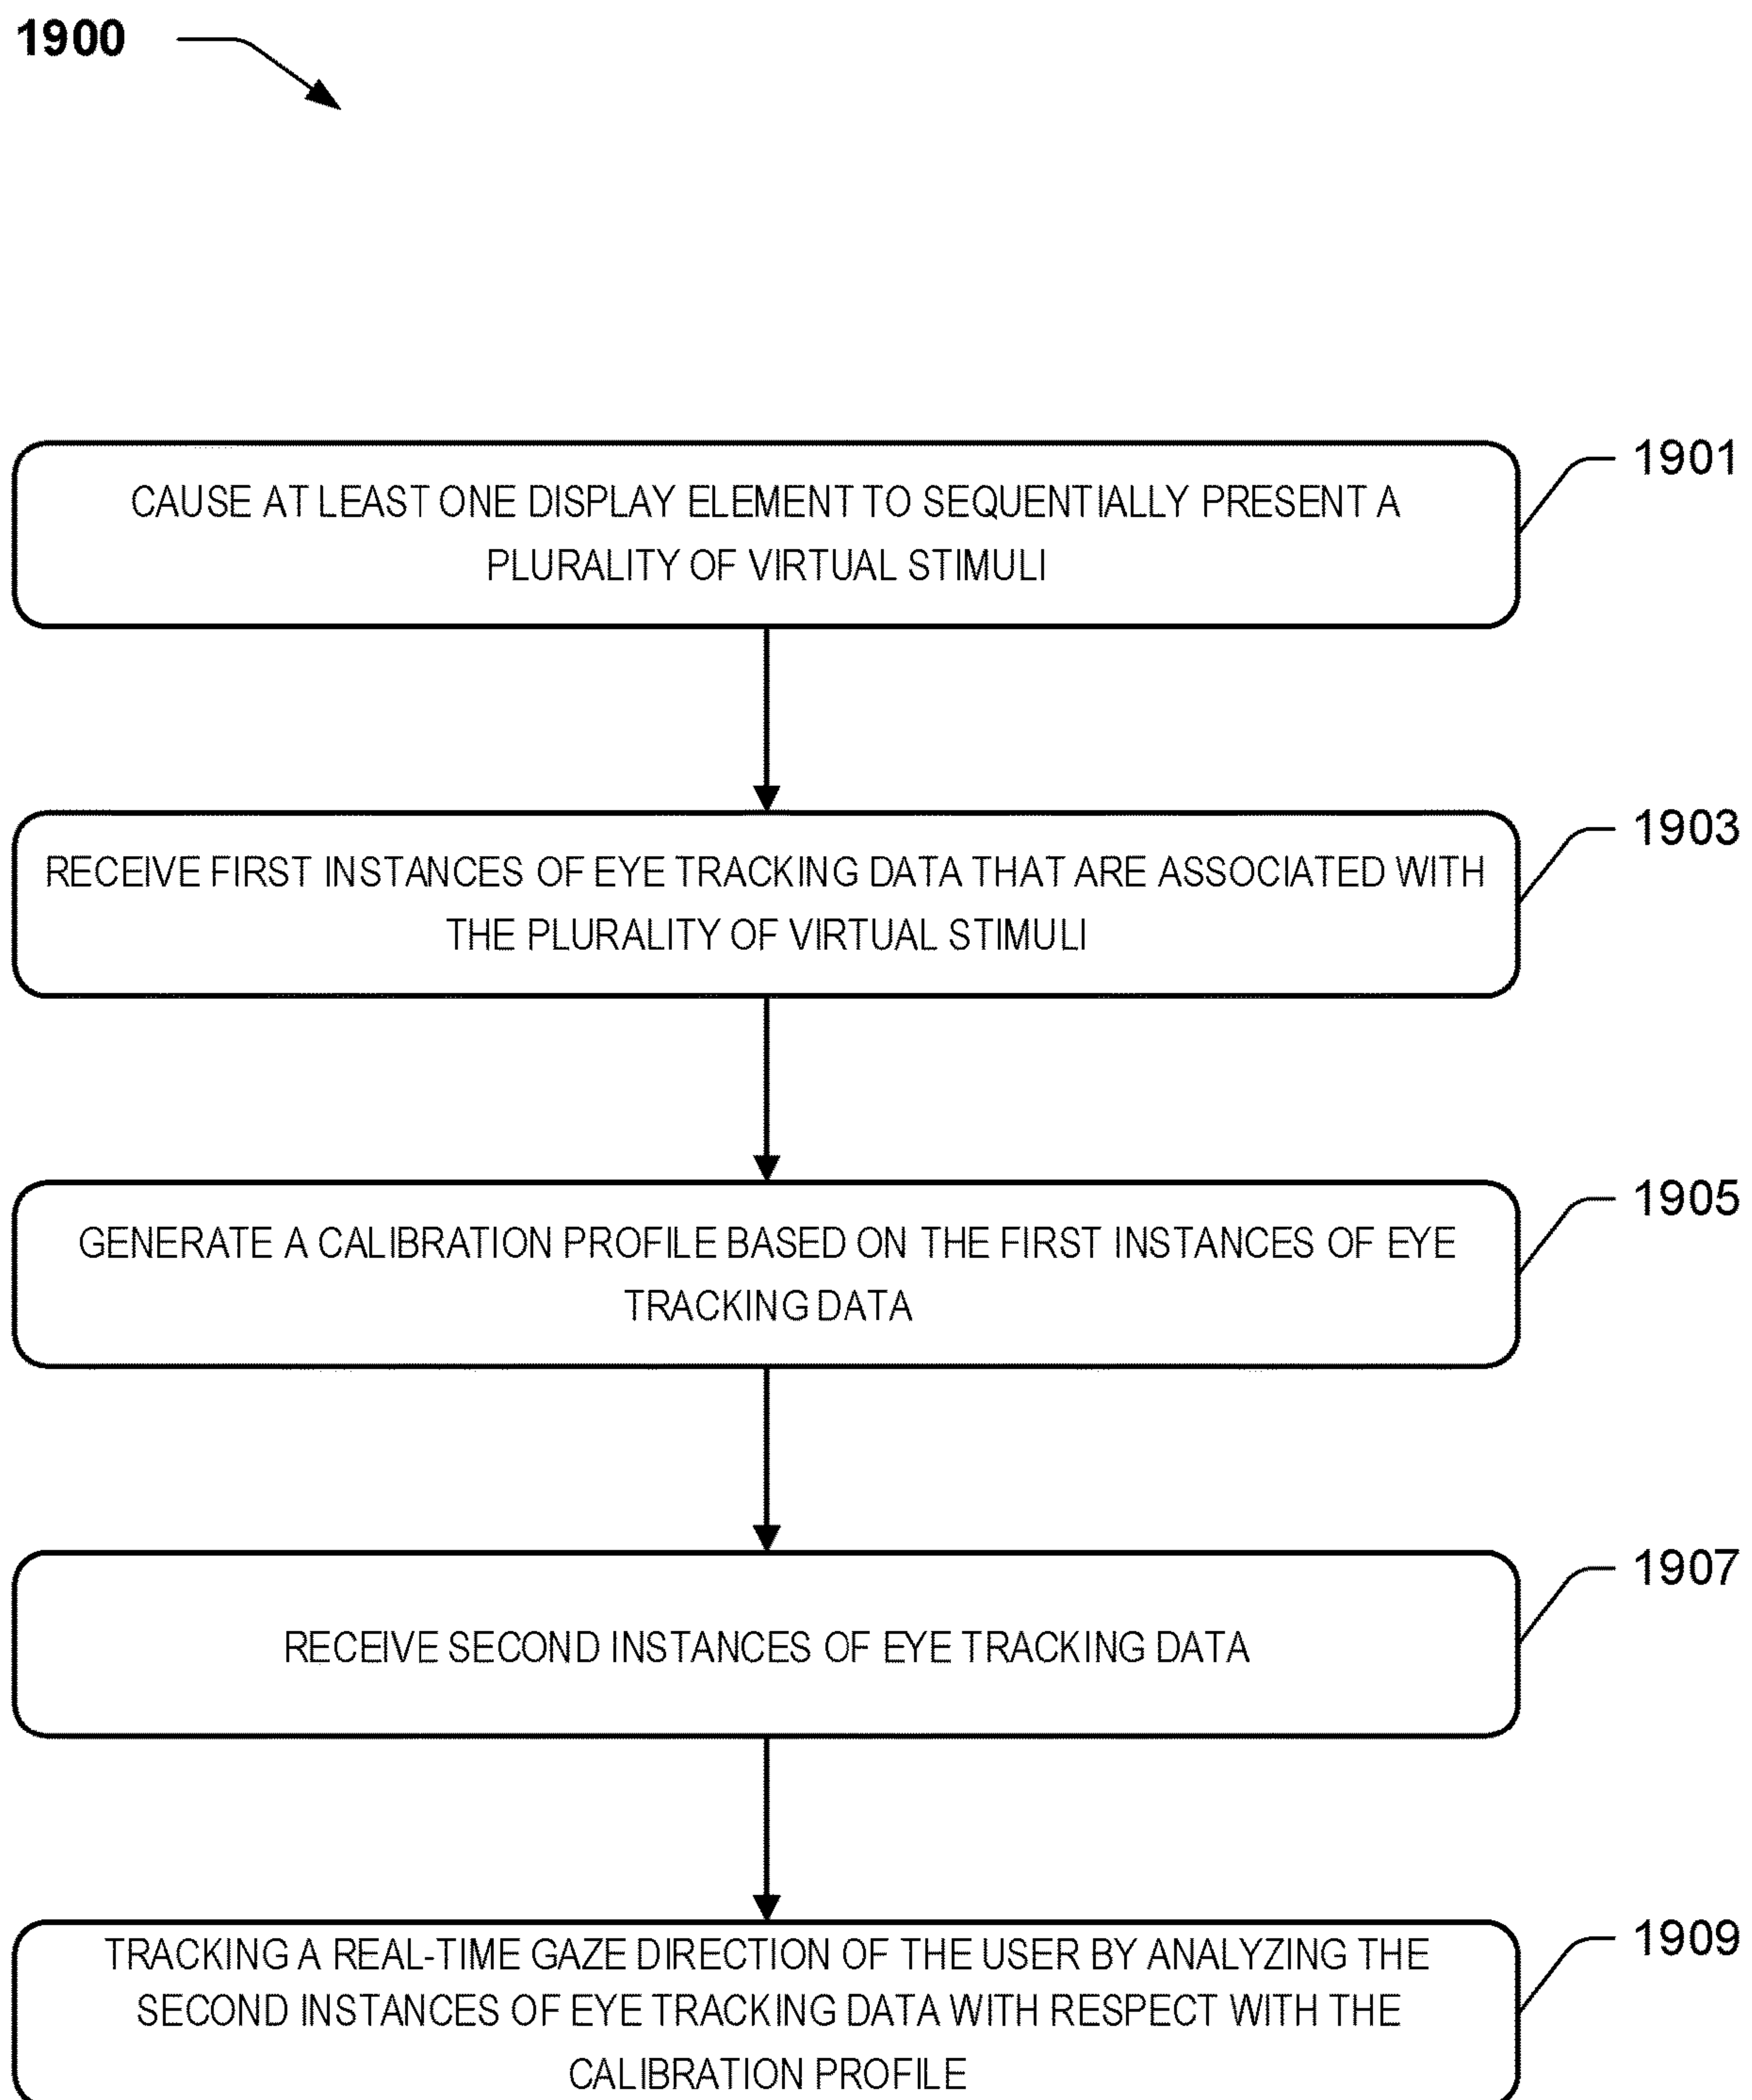 1900
1901
CAUSE AT LEAST ONE DISPLAY ELEMENT TO SEQUENTIALLY PRESENT A
PLURALITY OF VIRTUAL STIMULI
1903
RECEIVE FIRST INSTANCES OF EYE TRACKING DATA THAT ARE ASSOCIATED WITH
THE PLURALITY OF VIRTUAL STIMULI
1905
GENERATE A CALIBRATION PROFILE BASED ON THE FIRST INSTANCES OF EYE
TRACKING DATA
1907
RECEIVE SECOND INSTANCES OF EYE TRACKING DATA
1909
TRACKING A REAL-TIME GAZE DIRECTION OF THE USER BY ANALYZING THE
SECOND INSTANCES OF EYE TRACKING DATA WITH RESPECT WITH THE
CALIBRATION PROFILE